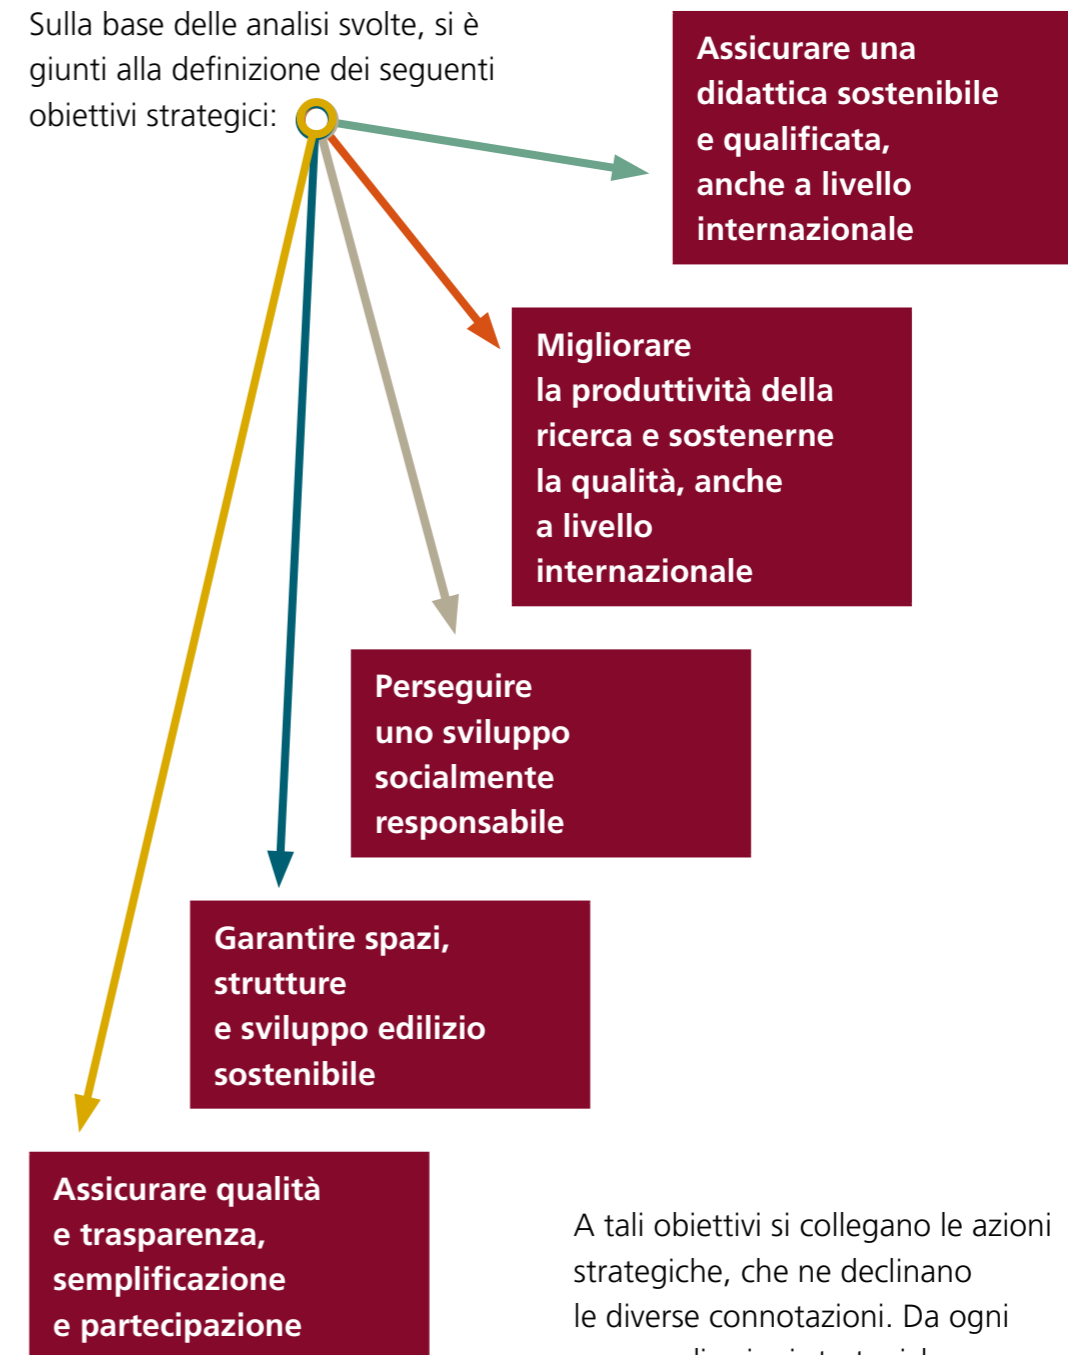 Sulla base delle analisi svolte, si è
giunti alla definizione dei seguenti
obiettivi strategici:
Assicurare una
didattica sostenibile
e qualificata,
anche a livello
internazionale
Migliorare
la produttività della
ricerca e sostenerne
la qualità, anche
a livello
internazionale
Perseguire
uno sviluppo
socialmente
responsabile
Garantire spazi,
strutture
e sviluppo edilizio
sostenibile
Assicurare qualità
e trasparenza,
semplificazione
e partecipazione
A tali obiettivi si collegano le azioni
strategiche, che ne declinano
le diverse connotazioni. Da ogni